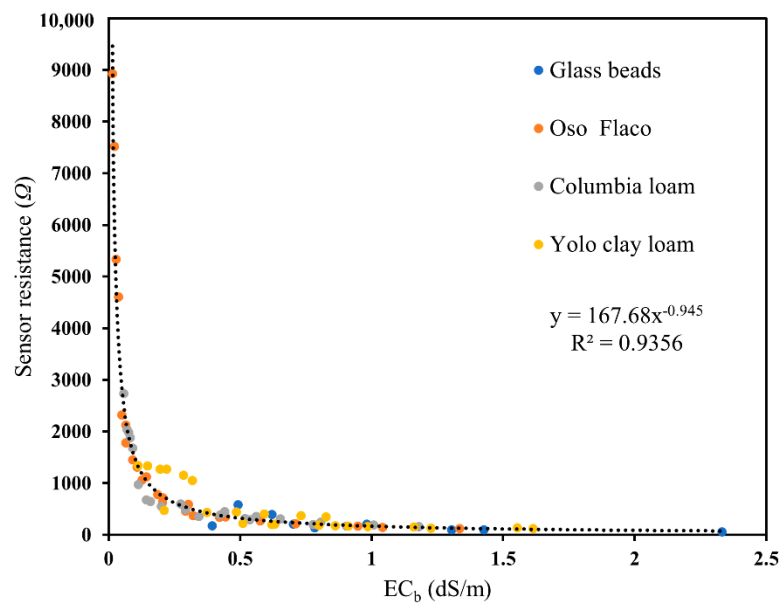 10,000
9000
8000
7000
6000
5000
4000
3000
2000
1000
0
Sensor resistance (Ω)
0
0.5
1
1.5
2
2.5
EC_b (dS/m)
Glass beads
Oso Flaco
Columbia loam
Yolo clay loam
y = 167.68x^-0.945
R² = 0.9356